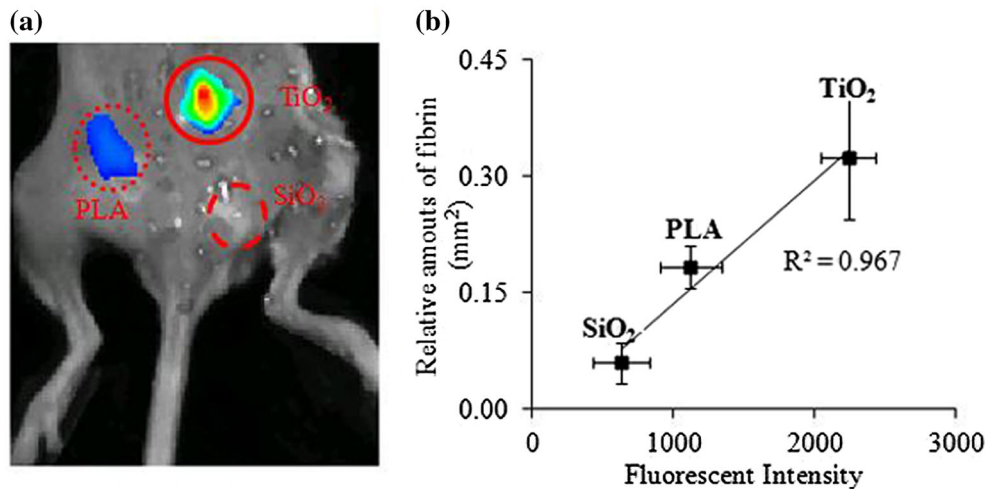 (a)
TiO₂
PLA
SiO₂
(b)
Relative amouts of fibrin
(mm²)
0.45
0.30
0.15
0.00
TiO₂
PLA
SiO₂
R² = 0.967
0
1000
2000
3000
Fluorescent Intensity